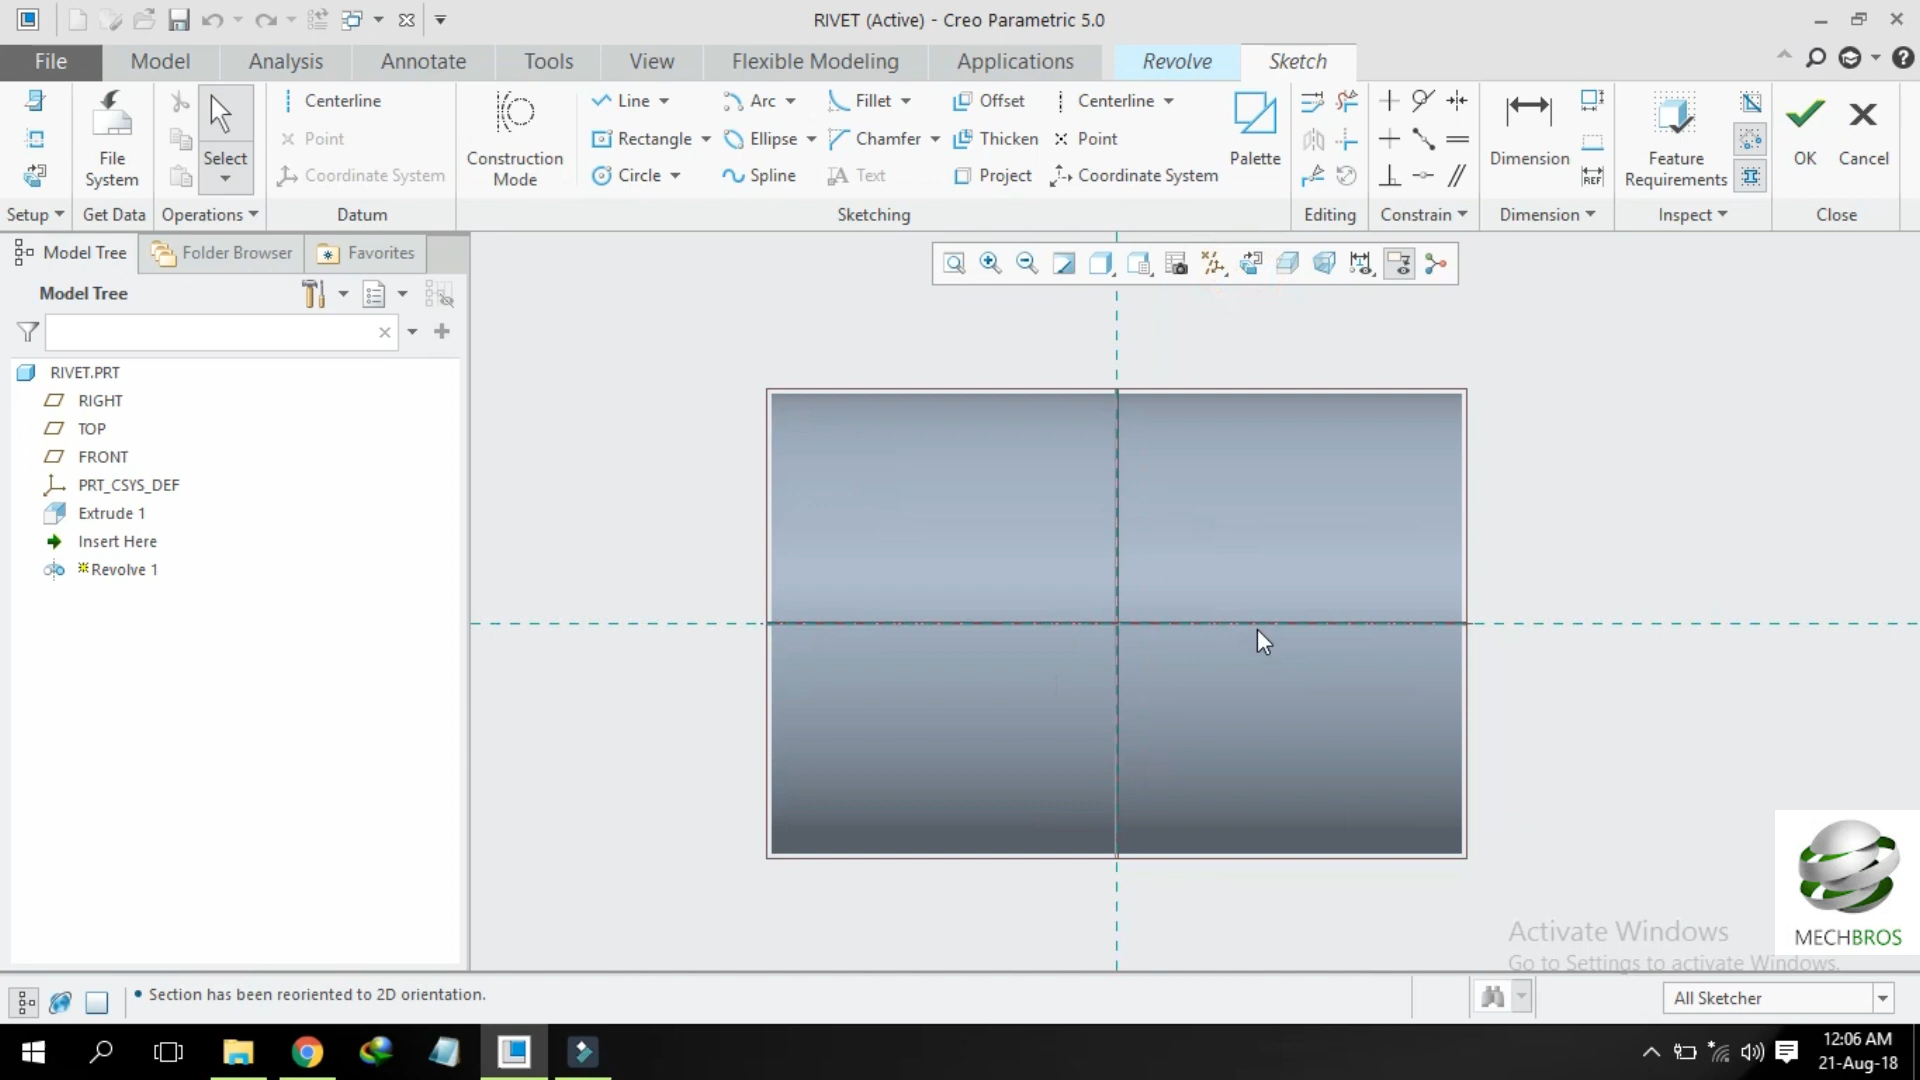 RIVET (Active) - Creo Parametric 5.0
File Model Analysis Annotate Tools View Flexible Modeling Applications Revolve Sketch
Centerline Line Arc Fillet Offset Centerline
Point Rectangle Ellipse Chamfer Thicken Point
File System Select Construction Mode Palette Dimension Feature Requirements OK Cancel
Coordinate System Circle Spline Text Project Coordinate System
REF
Setup Get Data Operations Datum Sketching Editing Constrain Dimension Inspect Close
Model Tree Folder Browser Favorites
Model Tree
RIVET.PRT
RIGHT
TOP
FRONT
PRT_CSYS_DEF
Extrude 1
Insert Here
Revolve 1
MECHBROS
Activate Windows
Go to Settings to activate Windows.
• Section has been reoriented to 2D orientation.
All Sketcher
12:06 AM
21-Aug-18